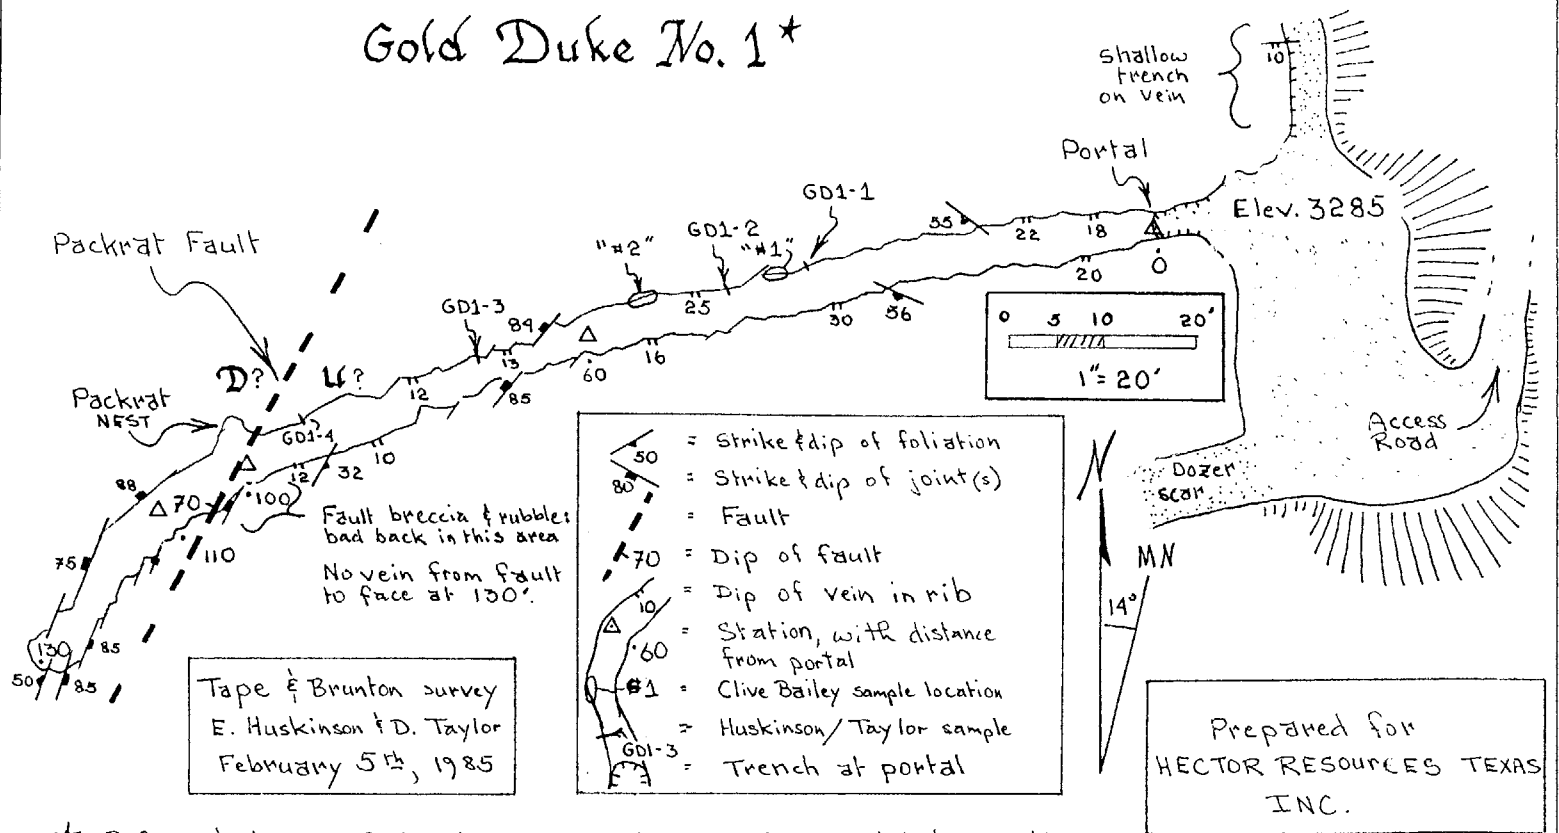 Gold Duke No. 1*
Shallow
trench
on vein
10
Portal
Elev. 3285
GD1-1
55
22
18
0
20
GD1-2
"#1"
"#2"
25
30
56
Packrat Fault
GD1-3
84
13
60
16
0 5 10 20'
1" = 20'
D? U?
12
85
Packrat
NEST
GD1-4
12
32
10
88
70
100
110
Fault breccia & rubble:
bad back in this area
No vein from fault
to face at 130'.
75
130
85
50
85
Access
Road
Dozer
scar
N
MN
14°
50 = Strike & dip of foliation
80 = Strike & dip of joint(s)
= Fault
70 = Dip of fault
10 = Dip of vein in rib
60 = Station, with distance
from portal
#1 = Clive Bailey sample location
GD1-3 = Huskinson/Taylor sample
= Trench at portal
Tape & Brunton survey
E. Huskinson & D. Taylor
February 5th, 1985
Prepared for
HECTOR RESOURCES TEXAS
INC.